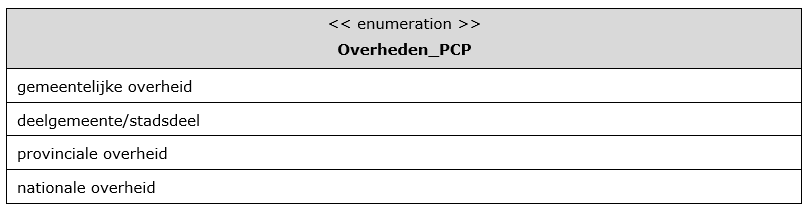 << enumeration >>
Overheden_PCP
gemeentelijke overheid
deelgemeente/stadsdeel
provinciale overheid
nationale overheid